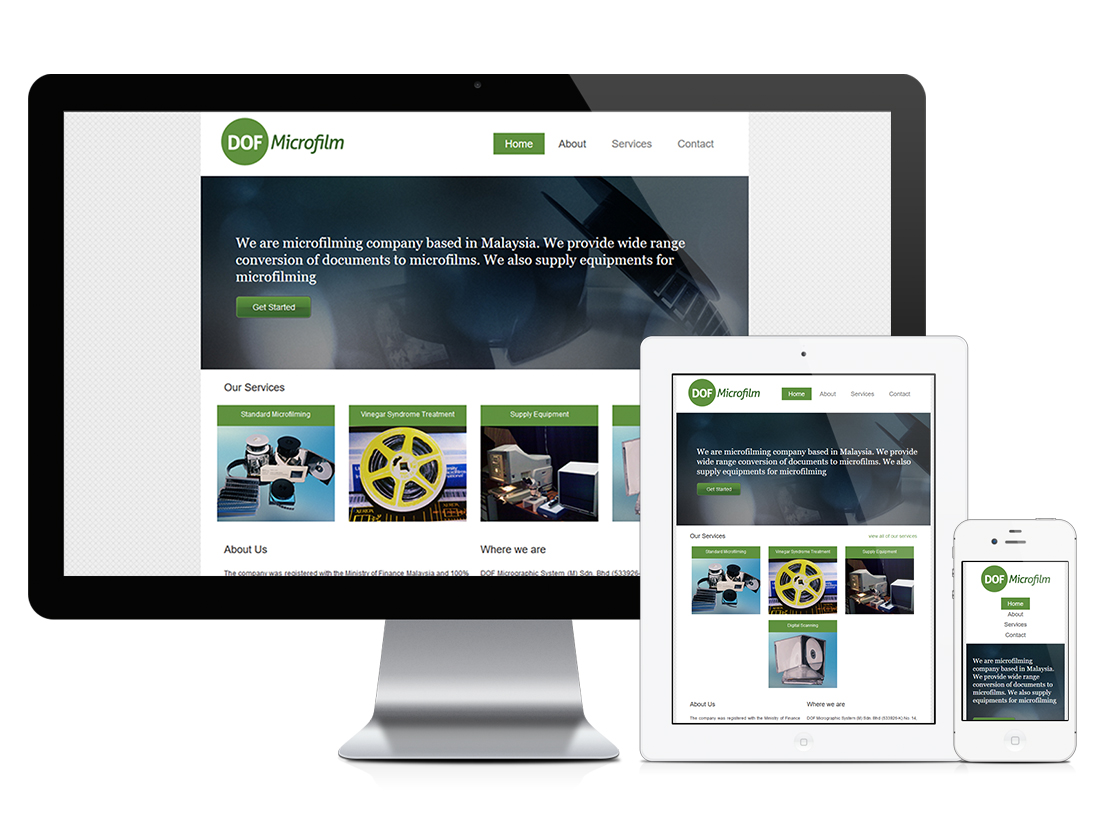 DOF Microfilm
Home About Services Contact
We are microfilming company based in Malaysia. We provide wide range
conversion of documents to microfilms. We also supply equipments for
microfilming
Get Started
Our Services
Standard Microfilming Vinegar Syndrome Treatment Supply Equipment
About Us Where we are
The company was registered with the Ministry of Finance Malaysia and 100%
DOF Micrographic System (M) Sdn. Bhd (533926-
DOF Microfilm
Home About Services Contact
We are microfilming company based in Malaysia. We provide
wide range conversion of documents to microfilms. We also
supply equipments for microfilming
Get Started
Our Services view all of our services
Standard Microfilming Vinegar Syndrome Treatment Supply Equipment
Digital Scanning
About Us Where we are
The company was registered with the Ministry of Finance
DOF Micrographic System (M) Sdn. Bhd (533926-K) No. 14,
DOF Microfilm
Home
About
Services
Contact
We are microfilming
company based in Malaysia.
We provide wide range
conversion of documents to
microfilms. We also supply
equipments for microfilming